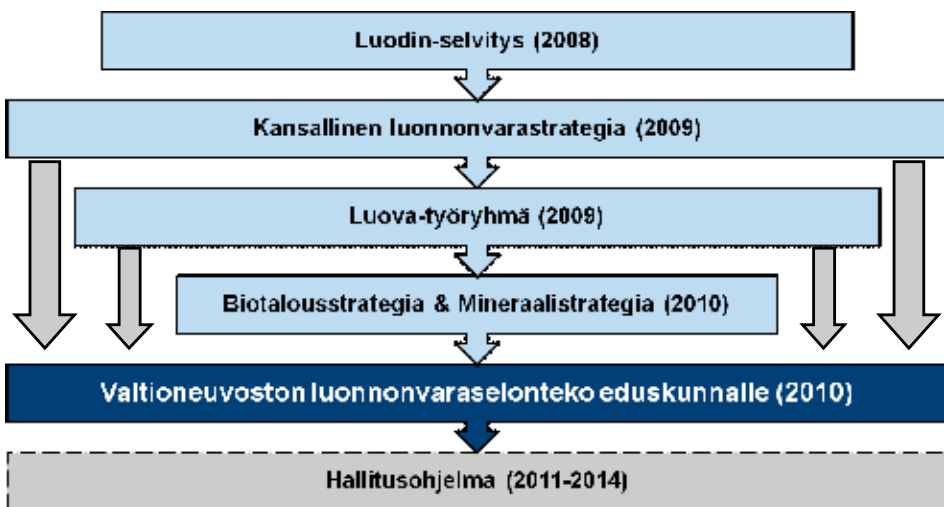 Luodin-selvitys (2008)
Kansallinen luonnonvarastrategia (2009)
Luova-työryhmä (2009)
Biotalousstrategia & Mineraalistrategia (2010)
Valtioneuvoston luonnonvaraselonteko eduskunnalle (2010)
Hallitusohjelma (2011-2014)